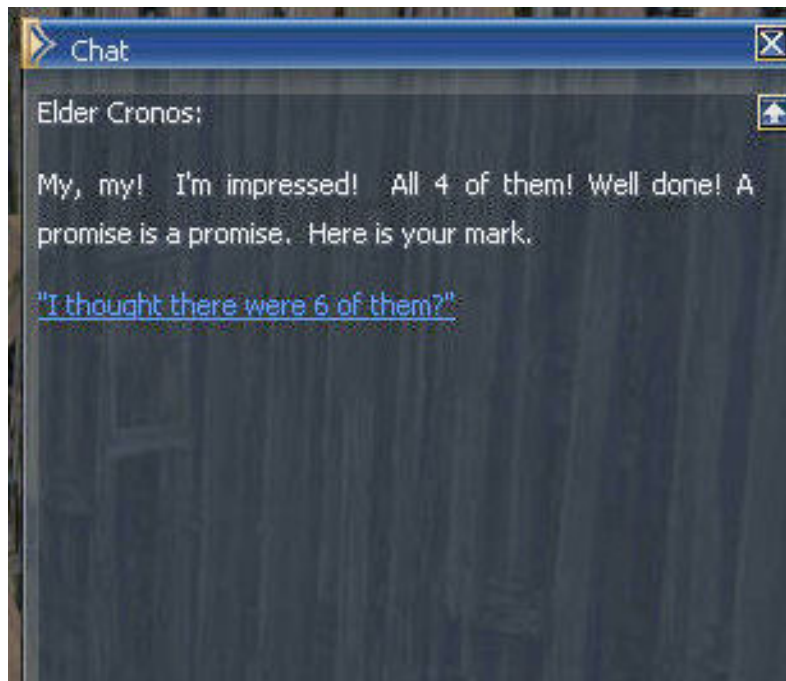 Chat
Elder Cronos:
My, my!  I'm impressed!  All 4 of them! Well done! A
promise is a promise.  Here is your mark.
"I thought there were 6 of them?"